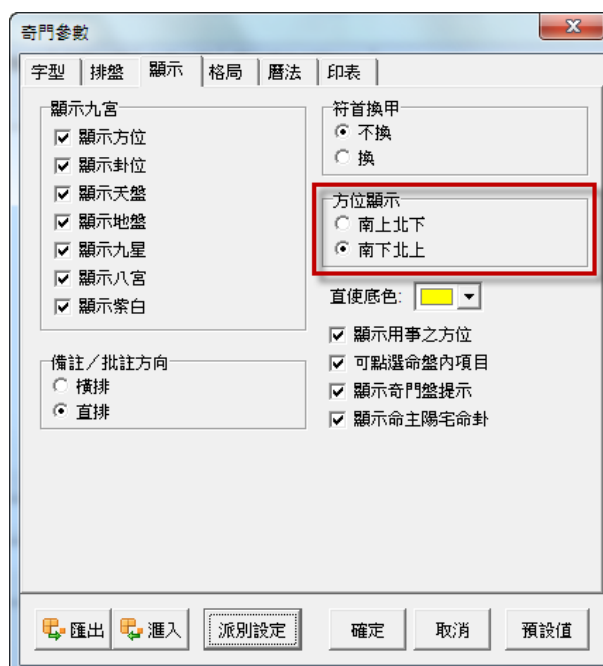 奇門參數
字型 排盤 顯示 格局 曆法 印表
顯示九宮
顯示方位
顯示卦位
顯示天盤
顯示地盤
顯示九星
顯示八宮
顯示紫白
備註／批註方向
橫排
直排
符首換甲
不換
換
方位顯示
南上北下
南下北上
直使底色:
顯示用事之方位
可點選命盤內項目
顯示奇門盤提示
顯示命主陽宅命卦
匯出 滙入 派別設定 確定 取消 預設值